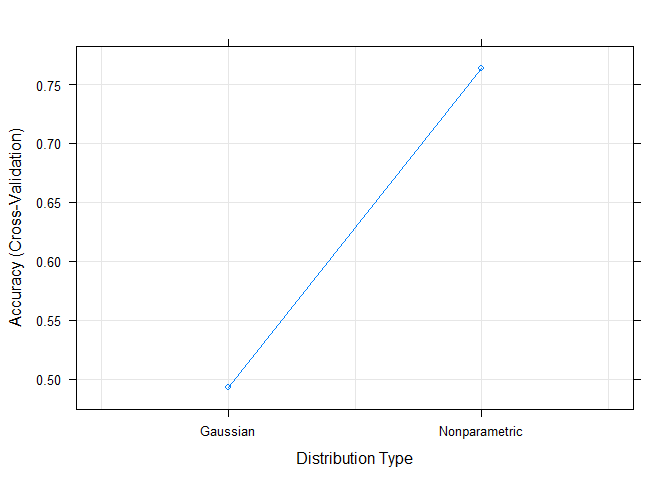 Accuracy (Cross-Validation)
0.75
0.70
0.65
0.60
0.55
0.50
Gaussian
Nonparametric
Distribution Type